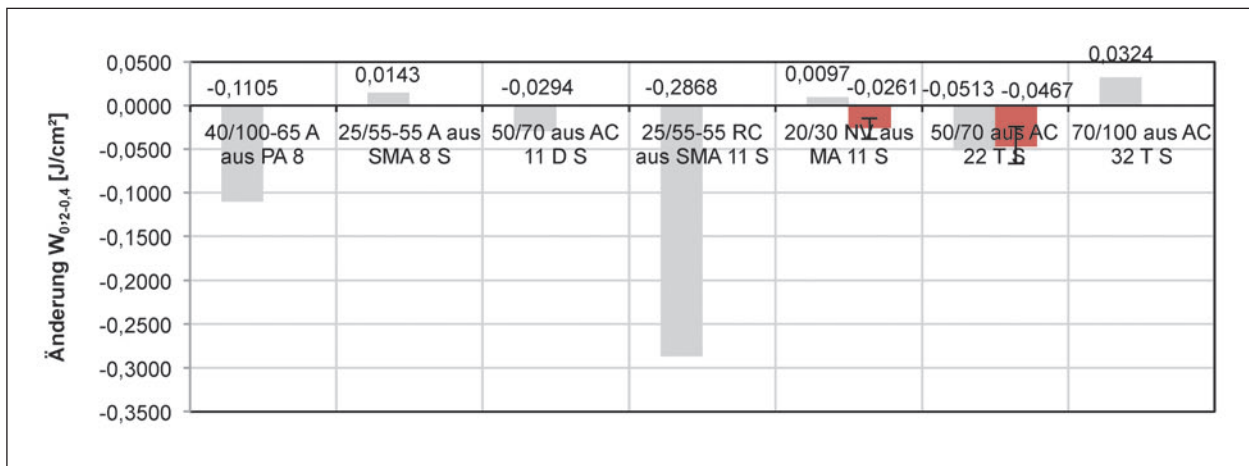 Änderung W0,2-0,4 [J/cm²]
0,0500
0,0000
-0,0500
-0,1000
-0,1500
-0,2000
-0,2500
-0,3000
-0,3500
-0,1105
0,0143
-0,0294
-0,2868
0,0097
-0,0261
-0,0513
-0,0467
0,0324
40/100-65 A
aus PA 8
25/55-55 A aus
SMA 8 S
50/70 aus AC
11 D S
25/55-55 RC
aus SMA 11 S
20/30 NV aus
MA 11 S
50/70 aus AC
22 T S
70/100 aus AC
32 T S